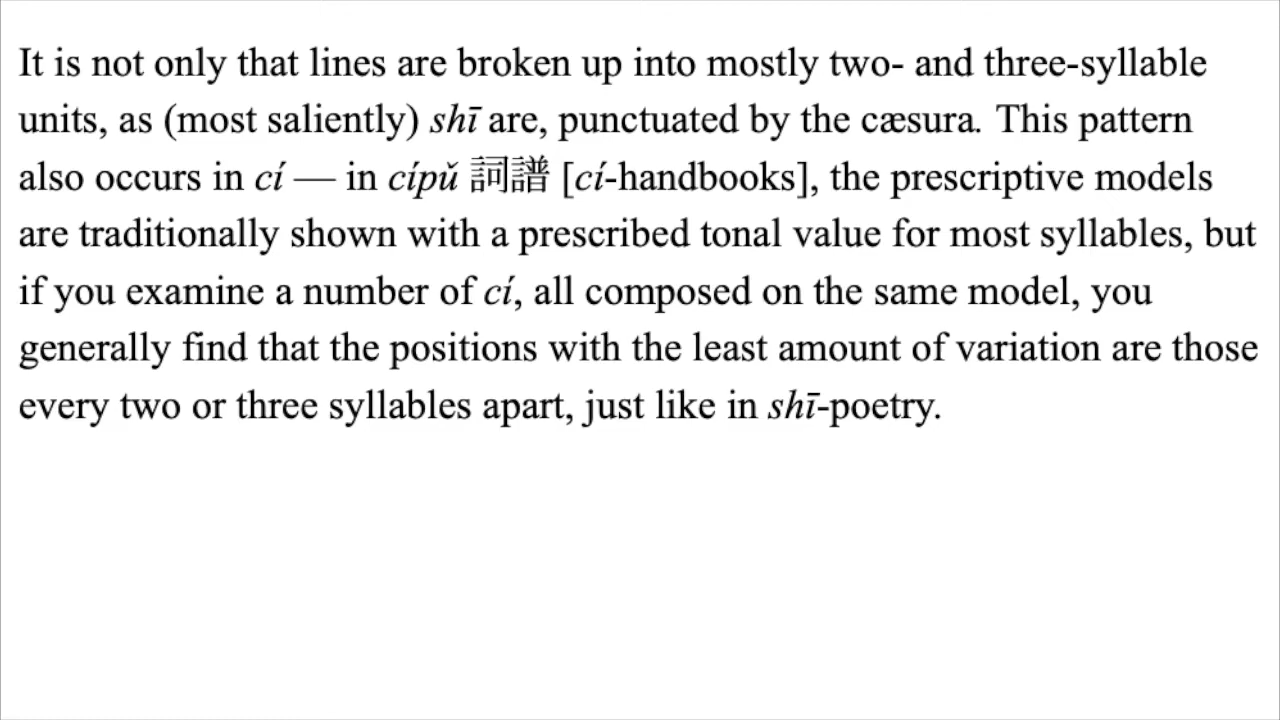 It is not only that lines are broken up into mostly two- and three-syllable
units, as (most saliently) shī are, punctuated by the cæsura. This pattern
also occurs in cí — in cípǔ 詞譜 [cí-handbooks], the prescriptive models
are traditionally shown with a prescribed tonal value for most syllables, but
if you examine a number of cí, all composed on the same model, you
generally find that the positions with the least amount of variation are those
every two or three syllables apart, just like in shī-poetry.